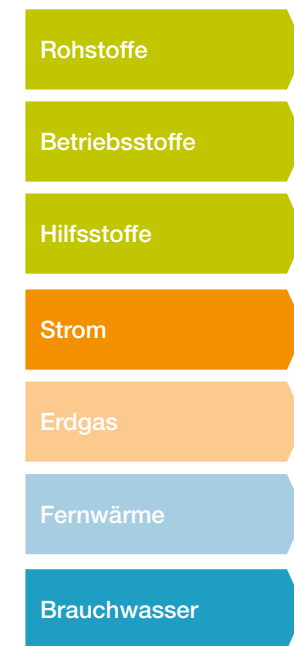 Rohstoffe
Betriebsstoffe
Hilfsstoffe
Strom
Erdgas
Fernwärme
Brauchwasser